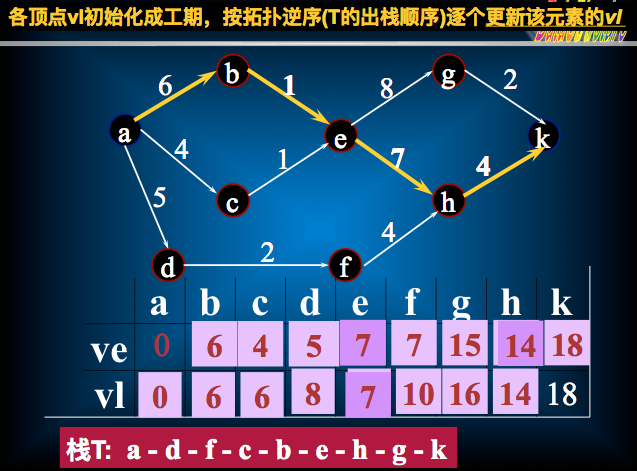 各顶点vl初始化成工期，按拓扑逆序(T的出栈顺序)逐个更新该元素的vl
b g
6 1 8 2
a e k
4 1 7 4
c h
5 4
2
d f
a b c d e f g h k
ve 0 6 4 5 7 7 15 14 18
vl 0 6 6 8 7 10 16 14 18
栈T: a - d - f - c - b - e - h - g - k